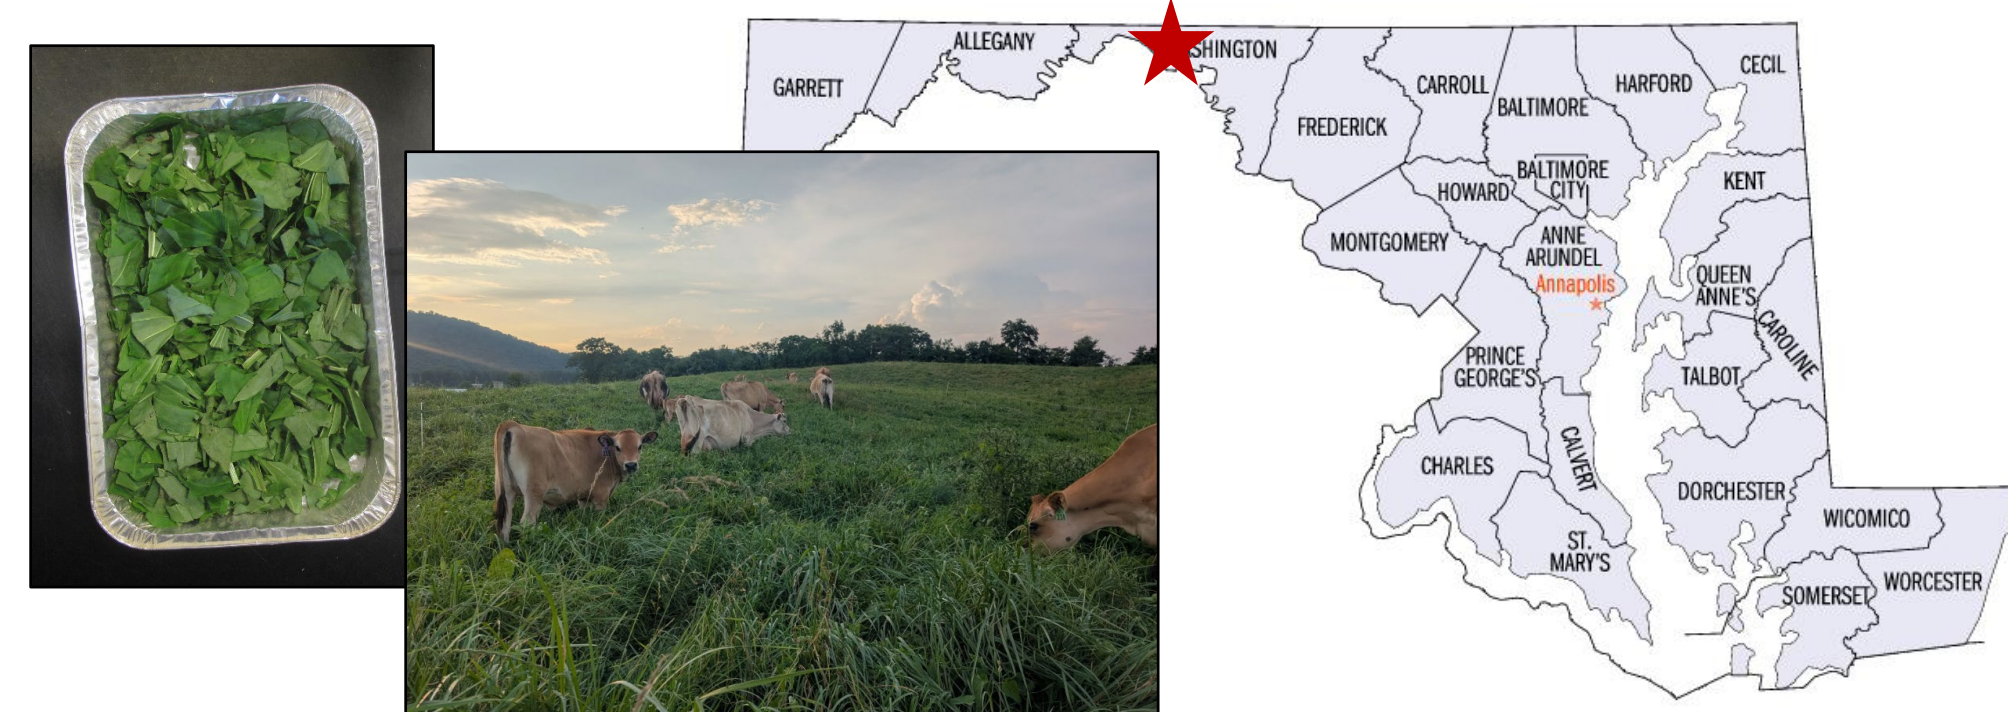 ALLEGANY
SHINGTON
CECIL
GARRETT
CARROLL
HARFORD
BALTIMORE
FREDERICK
BALTIMORE
CITY
KENT
HOWARD
MONTGOMERY
ANNE
ARUNDEL
Annapolis
QUEEN
ANNE'S
CAROLINE
PRINCE
GEORGE'S
TALBOT
CHARLES
CALVERT
DORCHESTER
WICOMICO
ST.
MARY'S
SOMERSET
WORCESTER